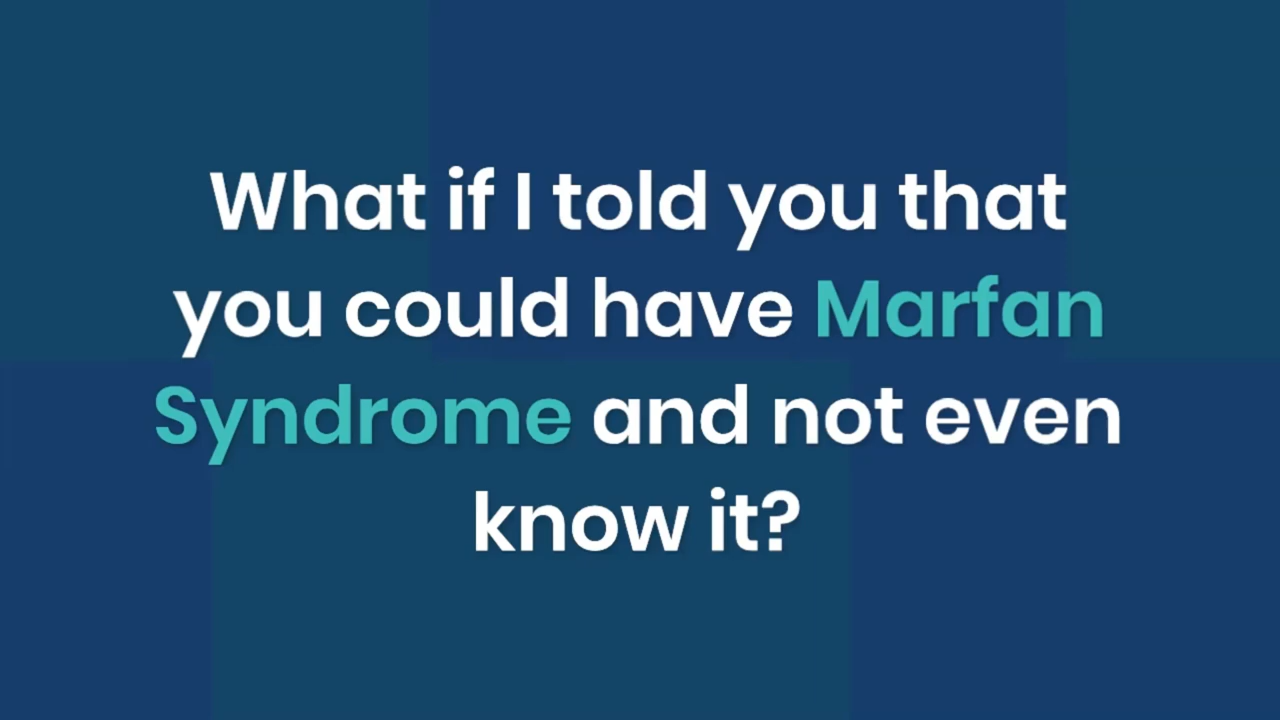 What if I told you that
you could have Marfan
Syndrome and not even
know it?